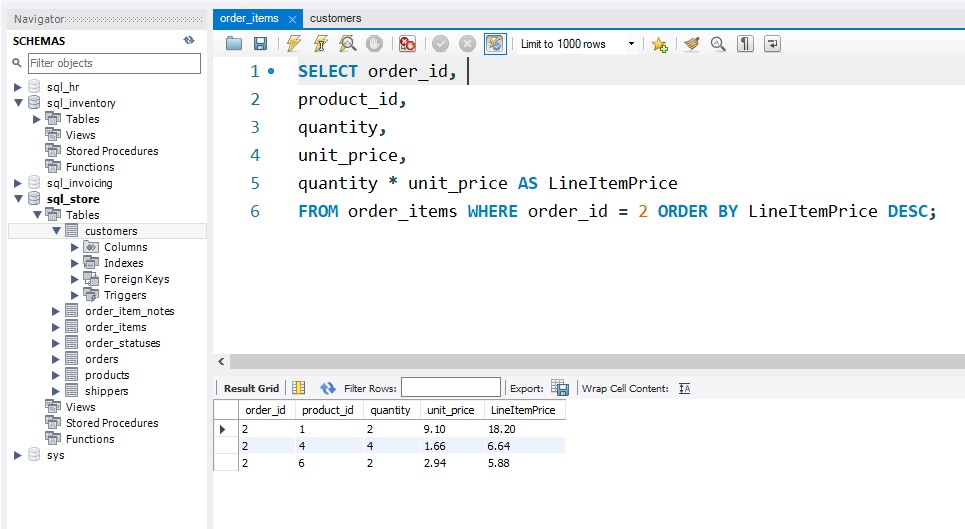 Navigator
SCHEMAS
Filter objects
sql_hr
sql_inventory
Tables
Views
Stored Procedures
Functions
sql_invoicing
sql_store
Tables
customers
Columns
Indexes
Foreign Keys
Triggers
order_item_notes
order_items
order_statuses
orders
products
shippers
Views
Stored Procedures
Functions
sys
order_items customers
Limit to 1000 rows
1 SELECT order_id,
2 product_id,
3 quantity,
4 unit_price,
5 quantity * unit_price AS LineItemPrice
6 FROM order_items WHERE order_id = 2 ORDER BY LineItemPrice DESC;
Result Grid Filter Rows: Export: Wrap Cell Content: IA
order_id product_id quantity unit_price LineItemPrice
2 1 2 9.10 18.20
2 4 4 1.66 6.64
2 6 2 2.94 5.88